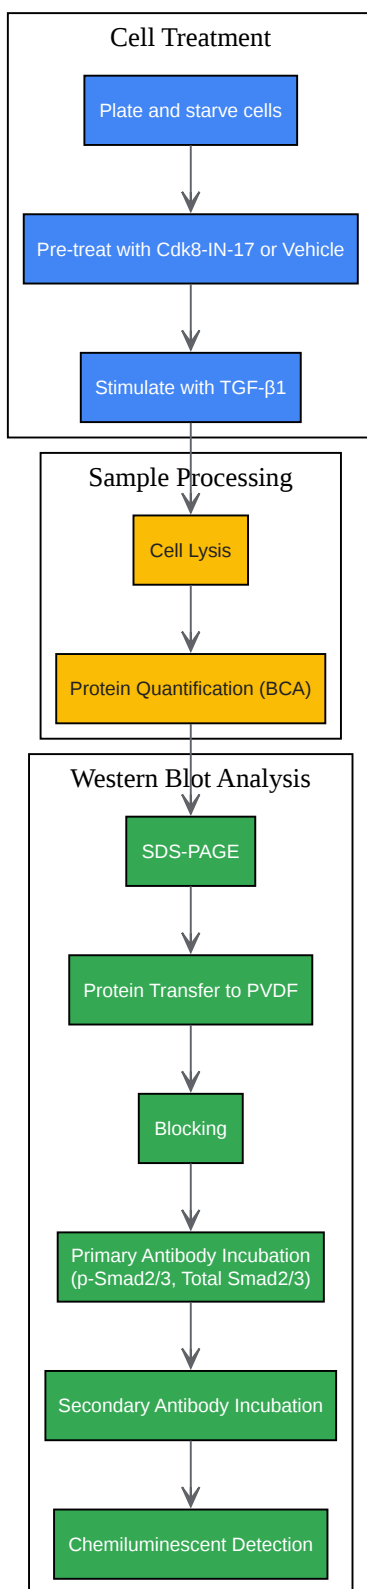 Cell Treatment
Plate and starve cells
Pre-treat with Cdk8-IN-17 or Vehicle
Stimulate with TGF-β1
Sample Processing
Cell Lysis
Protein Quantification (BCA)
Western Blot Analysis
SDS-PAGE
Protein Transfer to PVDF
Blocking
Primary Antibody Incubation
(p-Smad2/3, Total Smad2/3)
Secondary Antibody Incubation
Chemiluminescent Detection